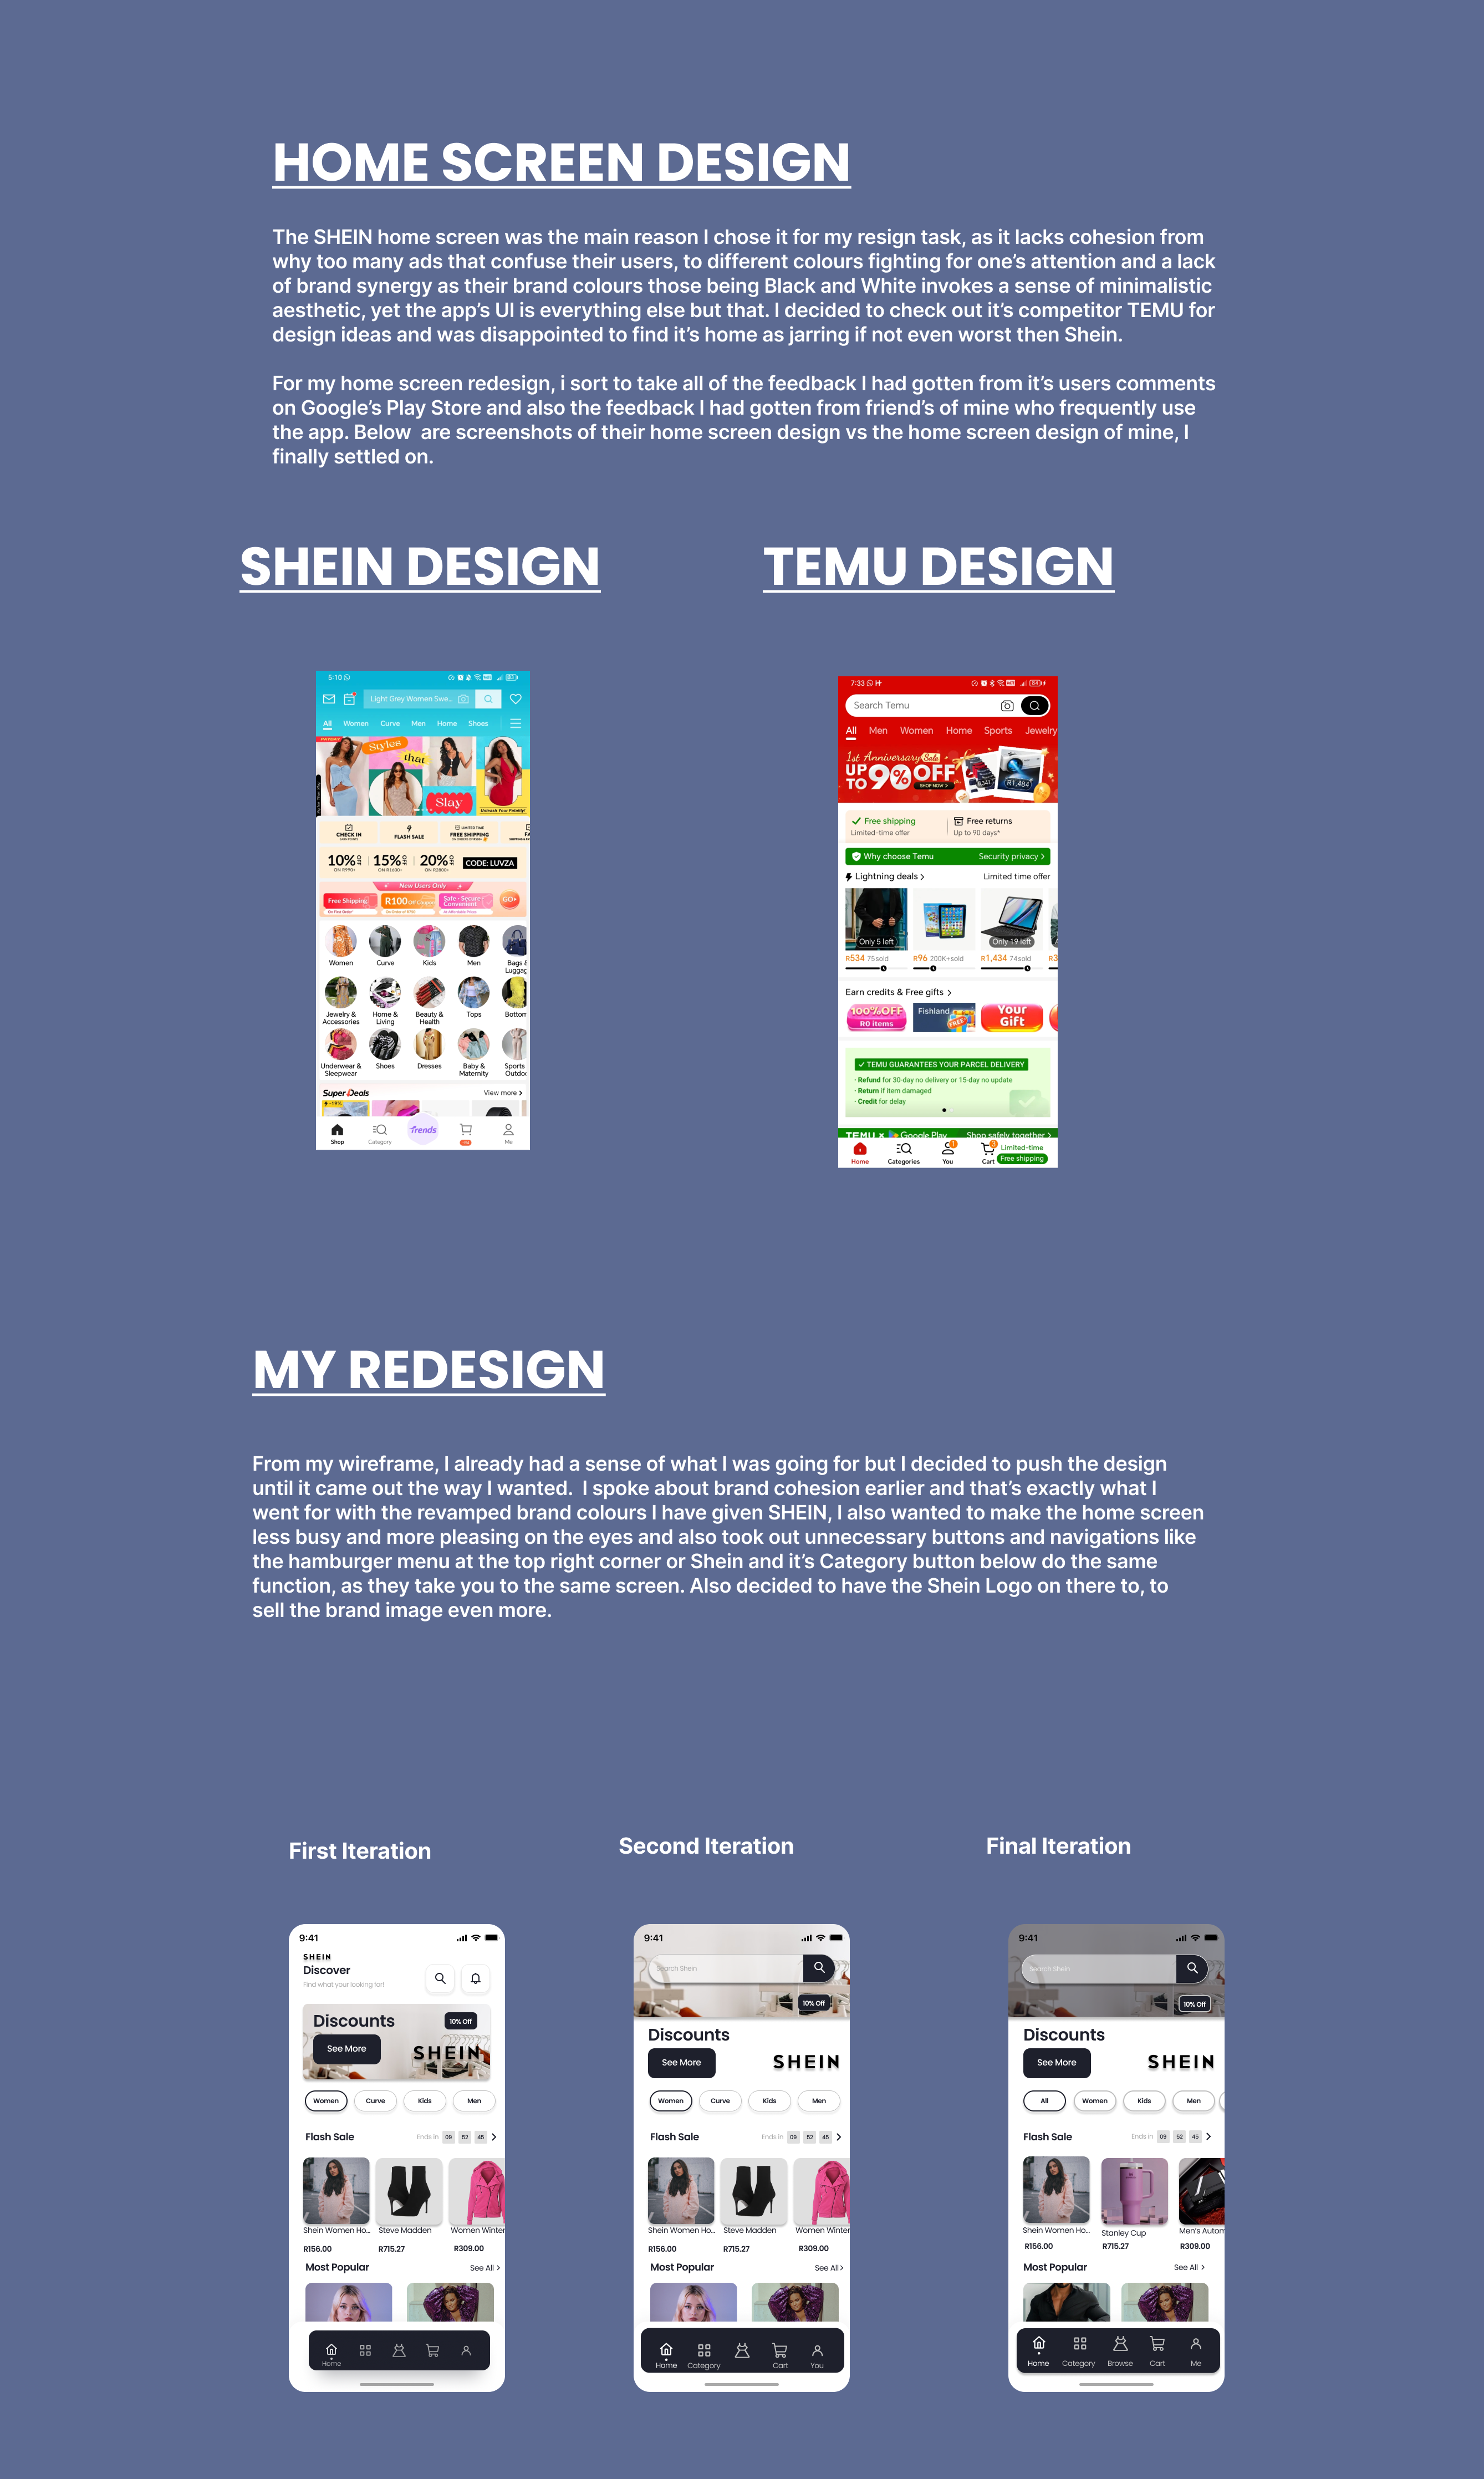 HOME SCREEN DESIGN
The SHEIN home screen was the main reason I chose it for my resign task, as it lacks cohesion from
why too many ads that confuse their users, to different colours fighting for one's attention and a lack
of brand synergy as their brand colours those being Black and White invokes a sense of minimalistic
aesthetic, yet the app's UI is everything else but that. I decided to check out it's competitor TEMU for
design ideas and was disappointed to find it's home as jarring if not even worst then Shein.
For my home screen redesign, i sort to take all of the feedback I had gotten from it's users comments
on Google's Play Store and also the feedback I had gotten from friend's of mine who frequently use
the app. Below are screenshots of their home screen design vs the home screen design of mine, I
finally settled on.
SHEIN DESIGN
5:10
Light Grey Women Swe...
All Women Curve Men Home Shoes
Styles
that
Slay
Unleash Your Futality!
CHECK IN
FLASH SALE
LIMITED TIME
FREE SHIPPING
10% OFF 15% OFF 20% OFF CODE: LUVZA
ON R990+ ON R1600+ ON R2800+
New Users Only
Free Shipping R100 OFF Coupon Safe · Secure Convenient GO
Women Curve Kids Men Bags &
Luggag
Jewelry & Home & Beauty & Tops Bottom
Accessories Living Health
Underwear & Shoes Dresses Baby & Sports
Sleepwear Maternity Outdoo
Super Deals View more >
-19%
Shop Category Trends Me
TEMU DESIGN
7:33
Search Temu
All Men Women Home Sports Jewelry
1st Anniversary Sale
UP TO 90% OFF
SHOP NOW >
R341
R1,484
Free shipping Free returns
Limited-time offer Up to 90 days*
Why choose Temu Security privacy >
Lightning deals > Limited time offer
Only 5 left Only 19 left
R534 75sold R96 200K+sold R1,434 74sold R3
Earn credits & Free gifts >
100%OFF Fishland FREE Your
R0 items Gift
TEMU GUARANTEES YOUR PARCEL DELIVERY
· Refund for 30-day no delivery or 15-day no update
· Return if item damaged
· Credit for delay
TEMU x Google Play Shop safely together >
1 3 Limited-time
Home Categories You Cart Free shipping
MY REDESIGN
From my wireframe, I already had a sense of what I was going for but I decided to push the design
until it came out the way I wanted. I spoke about brand cohesion earlier and that's exactly what I
went for with the revamped brand colours I have given SHEIN, I also wanted to make the home screen
less busy and more pleasing on the eyes and also took out unnecessary buttons and navigations like
the hamburger menu at the top right corner or Shein and it's Category button below do the same
function, as they take you to the same screen. Also decided to have the Shein Logo on there to, to
sell the brand image even more.
First Iteration
9:41
SHEIN
Discover
Find what your looking for!
Discounts
10% Off
See More
SHEIN
Women Curve Kids Men
Flash Sale Ends in 09 52 45 >
Shein Women Ho... Steve Madden Women Winter
R156.00 R715.27 R309.00
Most Popular See All >
Home
Second Iteration
9:41
Search Shein
10% Off
Discounts
See More
SHEIN
Women Curve Kids Men
Flash Sale Ends in 09 52 45 >
Shein Women Ho... Steve Madden Women Winter
R156.00 R715.27 R309.00
Most Popular See All >
Home Category Cart You
Final Iteration
9:41
Search Shein
10% Off
Discounts
See More
SHEIN
All Women Kids Men
Flash Sale Ends in 09 52 45 >
Shein Women Ho... Stanley Cup Men's Autom
R156.00 R715.27 R309.00
Most Popular See All >
Home Category Browse Cart Me